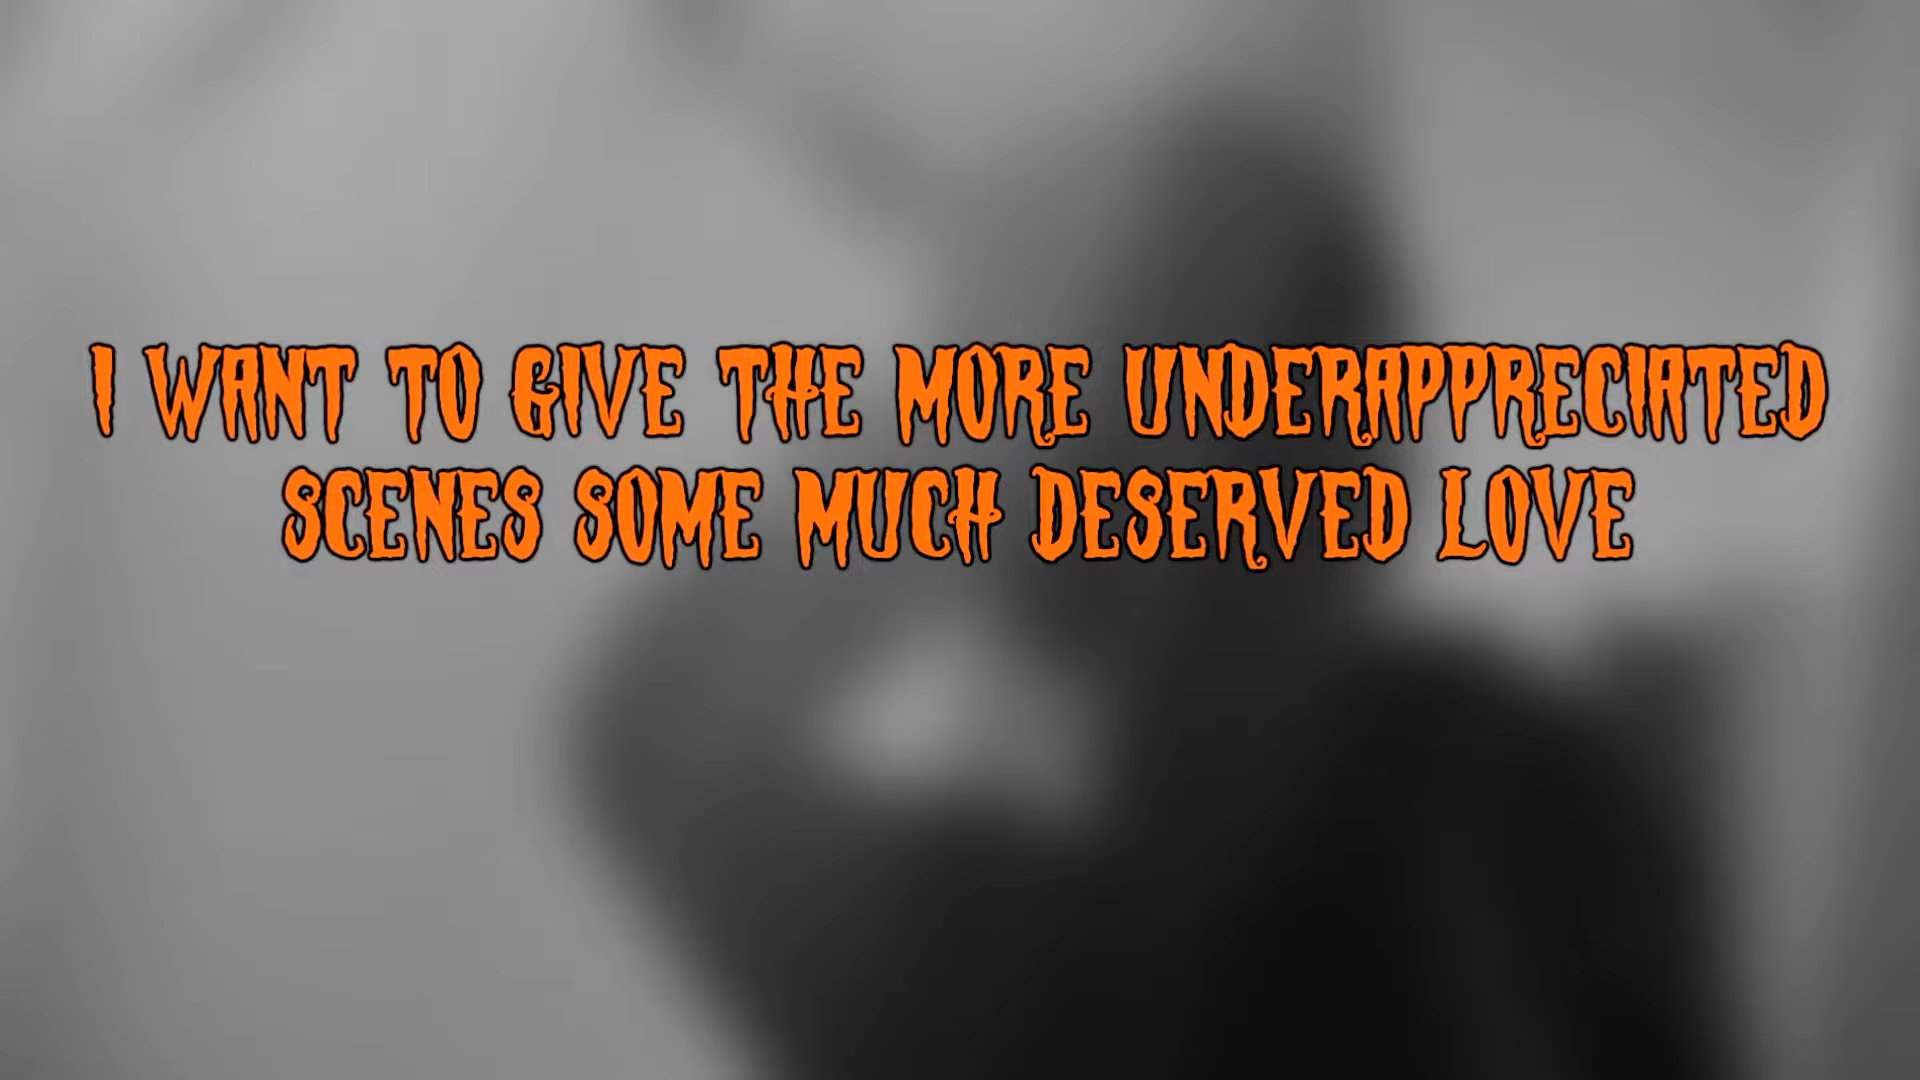 I WANT TO GIVE THE MORE UNDERAPPRECIATED
SCENES SOME MUCH DESERVED LOVE